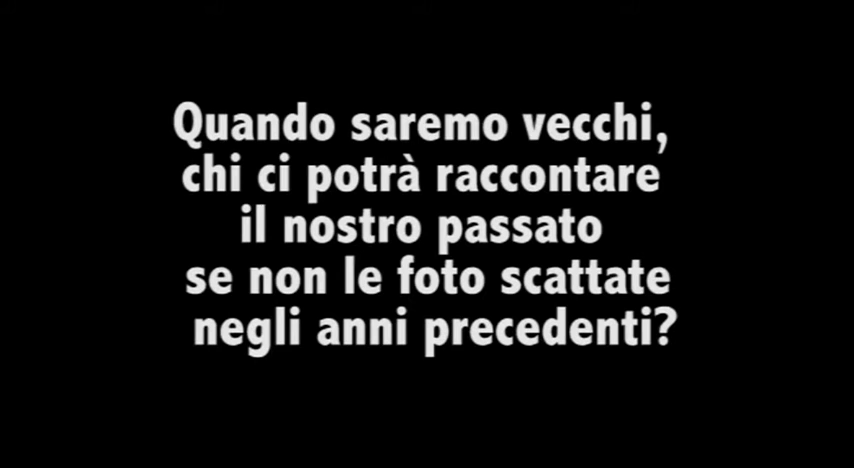 Quando saremo vecchi,
chi ci potrà raccontare
il nostro passato
se non le foto scattate
negli anni precedenti?